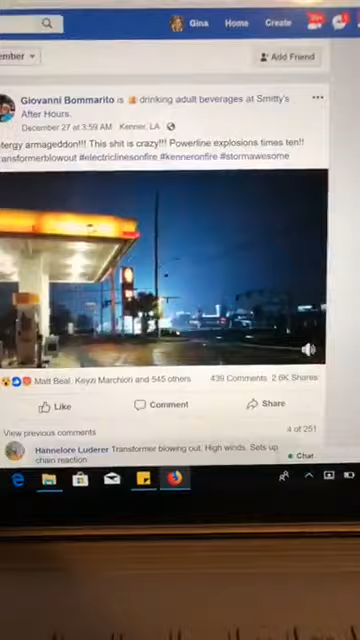 Gina Home Create
ember
Add Friend
Giovanni Bommarito is drinking adult beverages at Smitty's
After Hours.
December 27 at 3:59 AM · Kenner, LA
tergy armageddon!!! This shit is crazy!!! Powerline explosions times ten!!
ansformerblowout #electriclinesonfire #kenneronfire #stormawesome
Matt Beal, Keyzi Marchion and 545 others 439 Comments 2.6K Shares
Like Comment Share
View previous comments 4 of 251
Hannelore Luderer Transformer blowing out. High winds. Sets up
chain reaction
Chat